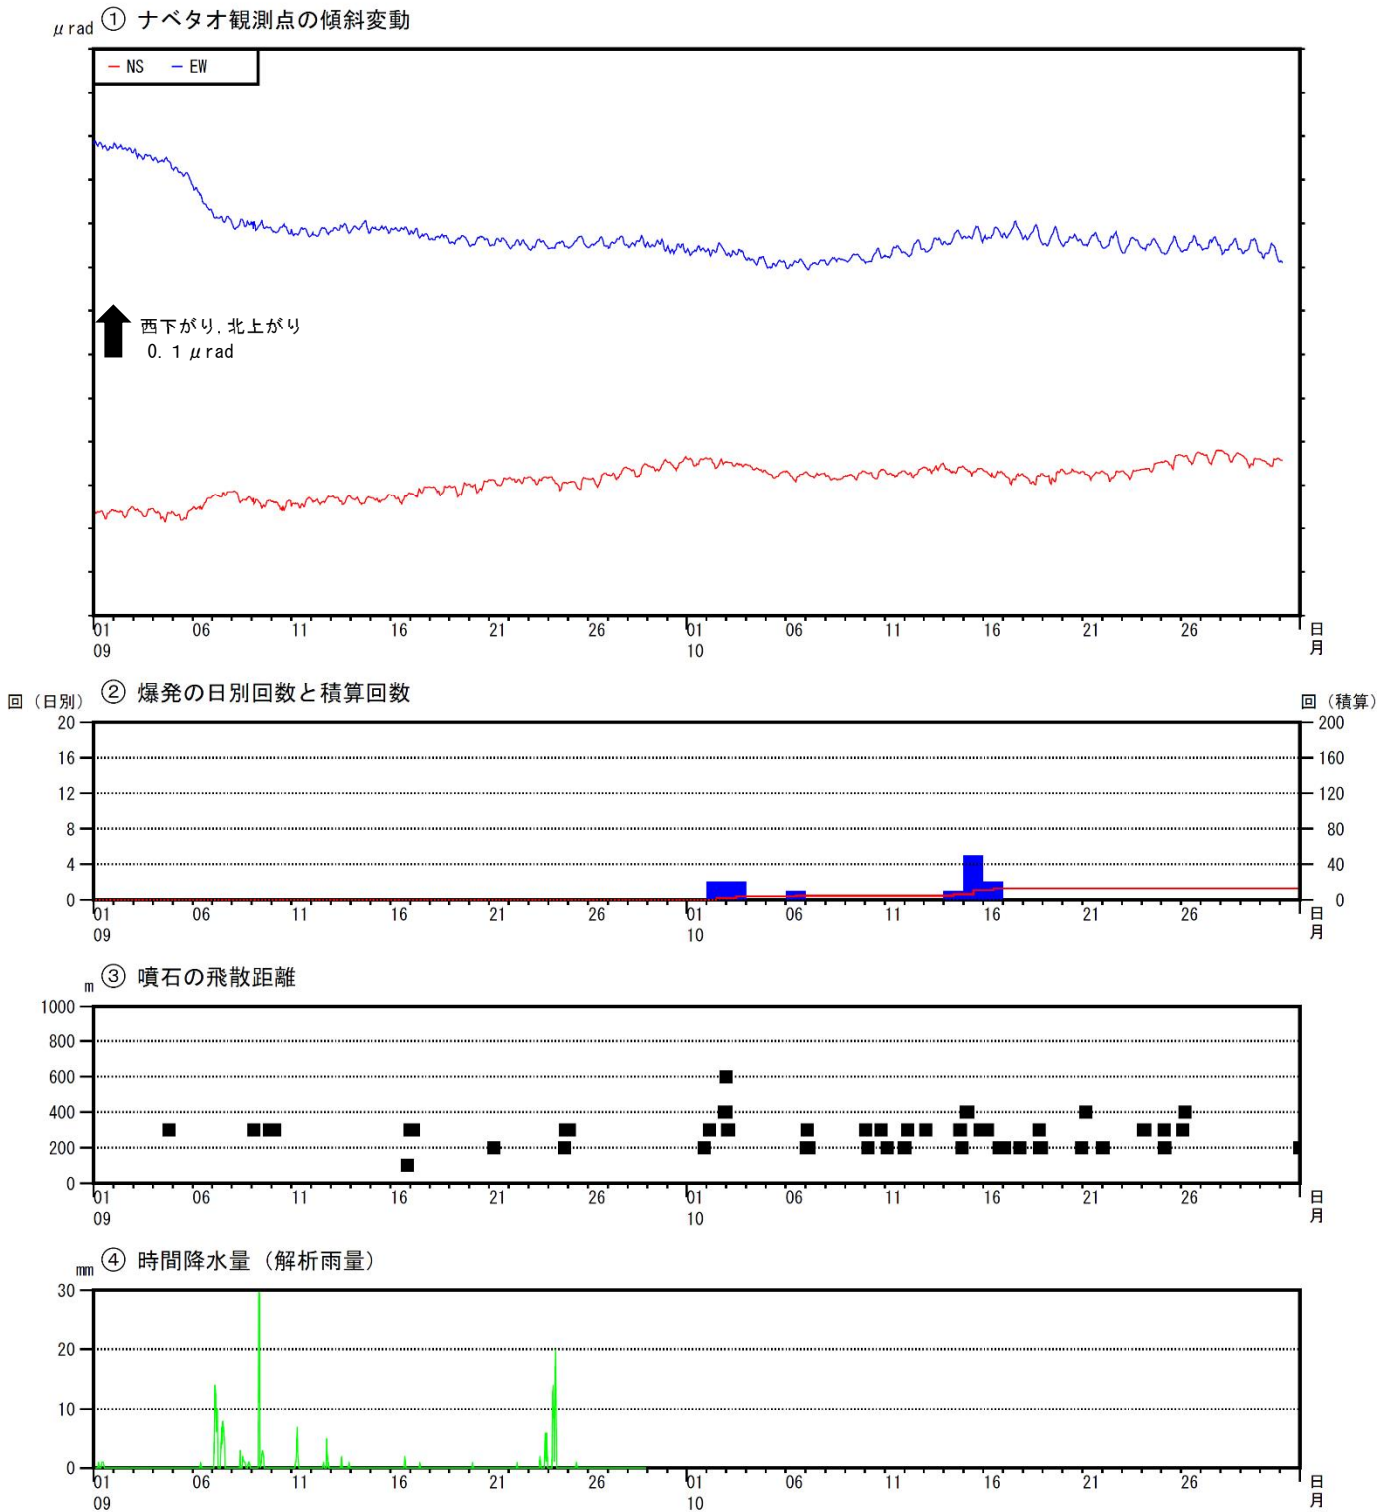 μrad ① ナベタオ観測点の傾斜変動
NS EW
西下がり,北上がり
0.1μrad
01 06 11 16 21 26 01 06 11 16 21 26 日
09 10 月
回（日別） ② 爆発の日別回数と積算回数 回（積算）
20 200
16 160
12 120
8 80
4 40
0 0
01 06 11 16 21 26 01 06 11 16 21 26 日
09 10 月
m ③ 噴石の飛散距離
1000
800
600
400
200
0
01 06 11 16 21 26 01 06 11 16 21 26 日
09 10 月
mm ④ 時間降水量（解析雨量）
30
20
10
0
01 06 11 16 21 26 01 06 11 16 21 26 日
09 10 月